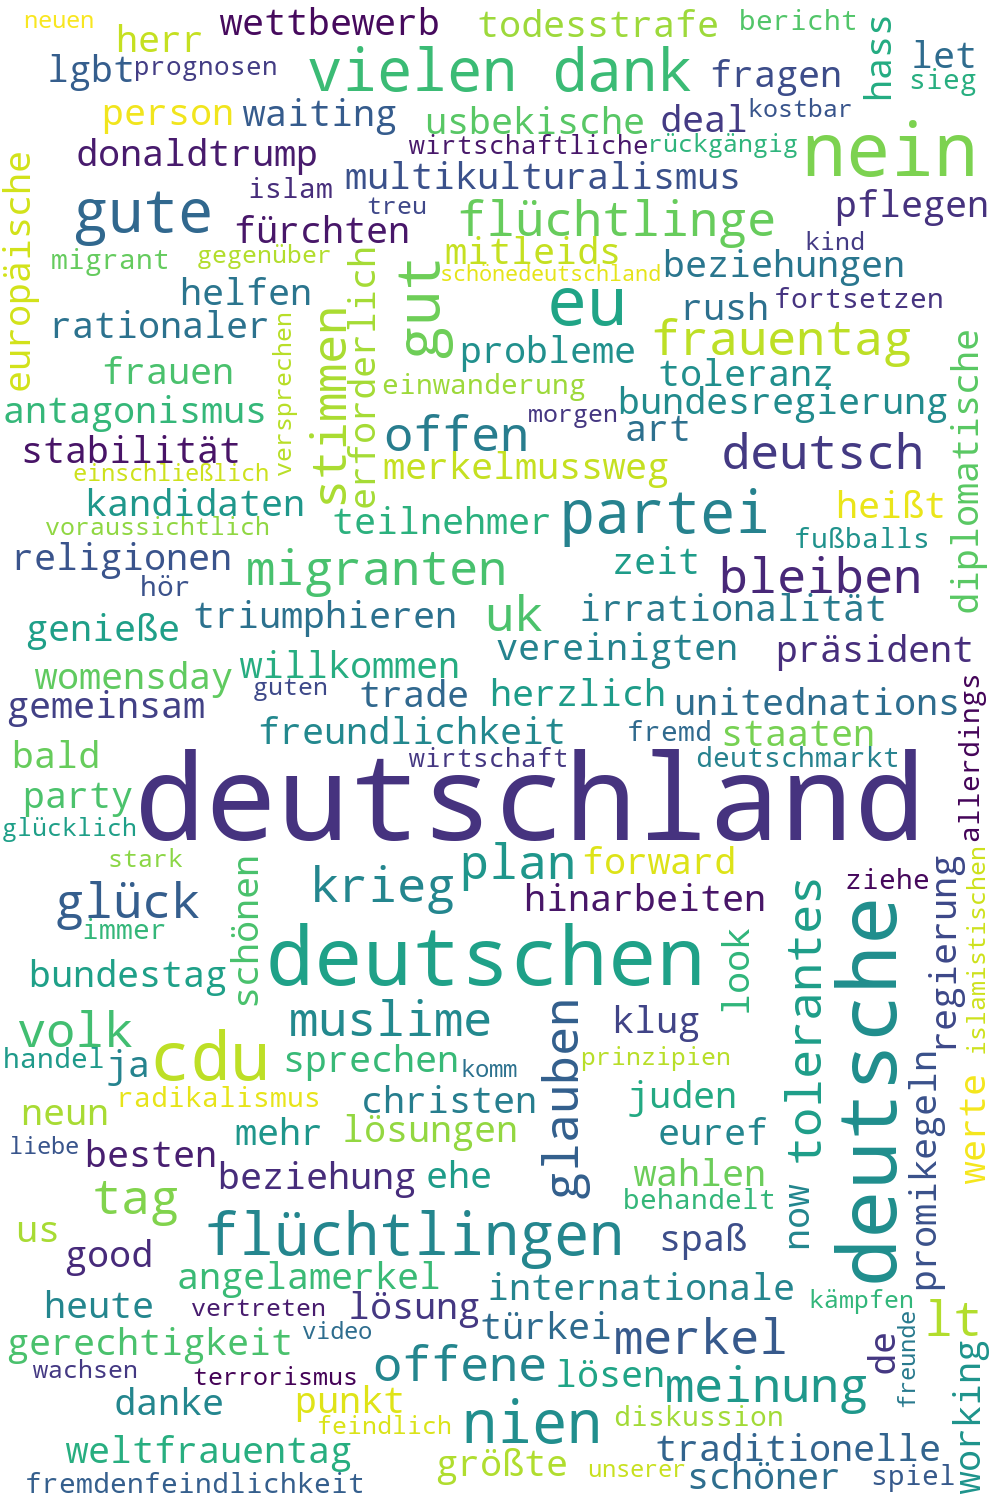 neuen
wettbewerb
todesstrafe
bericht
herr
hass
let
lgbt
prognosen
vielen dank
fragen
sieg
person
waiting
usbekische
deal
kostbar
nein
donaldtrump
wirtschaftliche
rückgängig
europäische
islam
multikulturalismus
gute
treu
flüchtlinge
pflegen
fürchten
kind
migrant
gegenüber
mitleids
beziehungen
schönedeutschland
helfen
erforderlich
gut
eu
rush
fortsetzen
rationaler
versprechen
stimmen
probleme
frauentag
diplomatische
frauen
toleranz
einwanderung
antagonismus
morgen
bundesregierung
stabilität
offen
art
deutsch
einschließlich
merkelmussweg
kandidaten
partei
heißt
voraussichtlich
teilnehmer
fußballs
religionen
migranten
zeit
bleiben
hör
genieße
triumphieren
uk
irrationalität
womensday
willkommen
vereinigten
präsident
guten
gemeinsam
trade
herzlich
unitednations
freundlichkeit
fremd
staaten
allerdings
bald
wirtschaft
deutschmarkt
party
deutschland
glücklich
stark
plan
forward
glück
krieg
hinarbeiten
ziehe
immer
schönen
tolerantes
deutsche
regierung
islamistischen
bundestag
deutschen
look
volk
muslime
klug
handel
ja
cdu
sprechen
komm
glauben
prinzipien
neun
radikalismus
christen
juden
promikegeln
werte
liebe
mehr
lösungen
euref
besten
beziehung
ehe
wahlen
tag
behandelt
now
us
flüchtlingen
spaß
good
angelamerkel
internationale
heute
vertreten
lösung
kämpfen
gerechtigkeit
video
türkei
merkel
de
freunde
lt
wachsen
terrorismus
offene
lösen
meinung
working
danke
punkt
feindlich
nien
diskussion
weltfrauentag
größte
traditionelle
fremdenfeindlichkeit
unserer
schöner
spiel